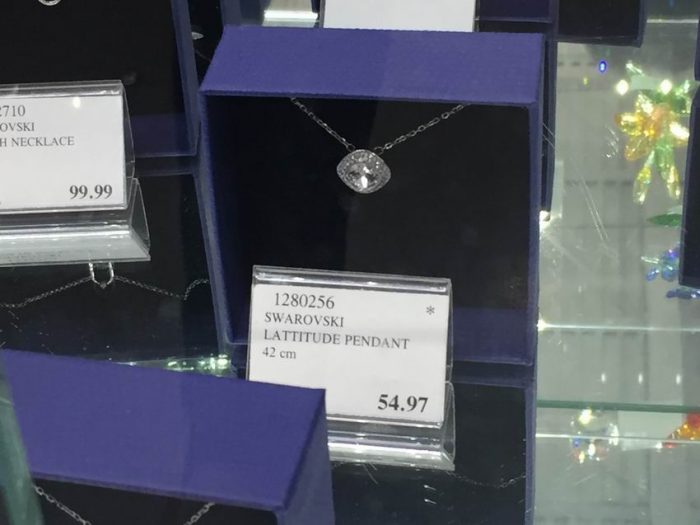 2710
OVSKI
H NECKLACE
99.99
1280256 *
SWAROVSKI
LATTITUDE PENDANT
42 cm
54.97